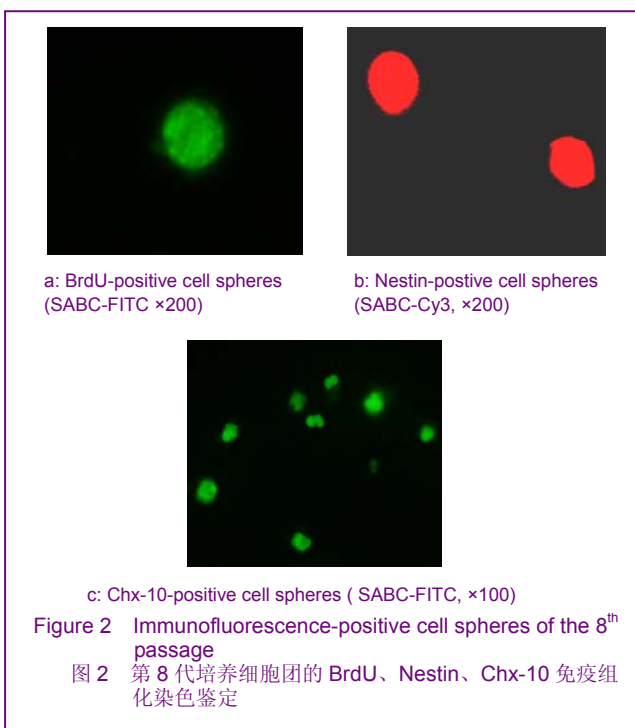 a: BrdU-positive cell spheres
(SABC-FITC ×200)
b: Nestin-postive cell spheres
(SABC-Cy3, ×200)
c: Chx-10-positive cell spheres ( SABC-FITC, ×100)
Figure 2 Immunofluorescence-positive cell spheres of the 8th
passage
图 2 第 8 代培养细胞团的 BrdU、Nestin、Chx-10 免疫组
化染色鉴定